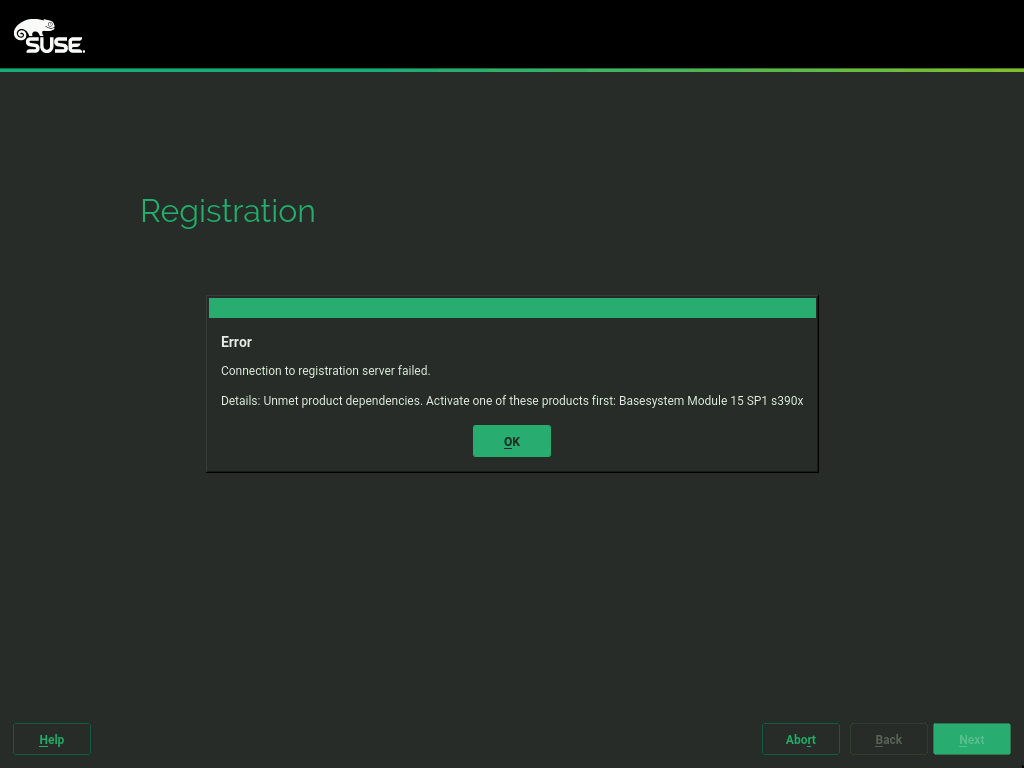 SUSE.
Registration
Error
Connection to registration server failed.
Details: Unmet product dependencies. Activate one of these products first: Basesystem Module 15 SP1 s390x
OK
Help
Abort
Back
Next